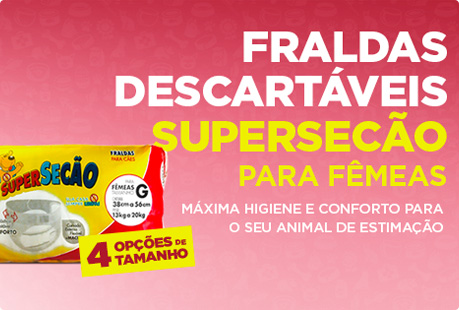 FRALDAS
DESCARTÁVEIS
SUPERSECÃO
PARA FÊMEAS
MÁXIMA HIGIENE E CONFORTO PARA
O SEU ANIMAL DE ESTIMAÇÃO
FRALDAS
PARA CÃES
SUPERSECÃO
FÊMEAS
G
38cm a 56cm
13kg a 20kg
4 OPÇÕES DE
TAMANHO